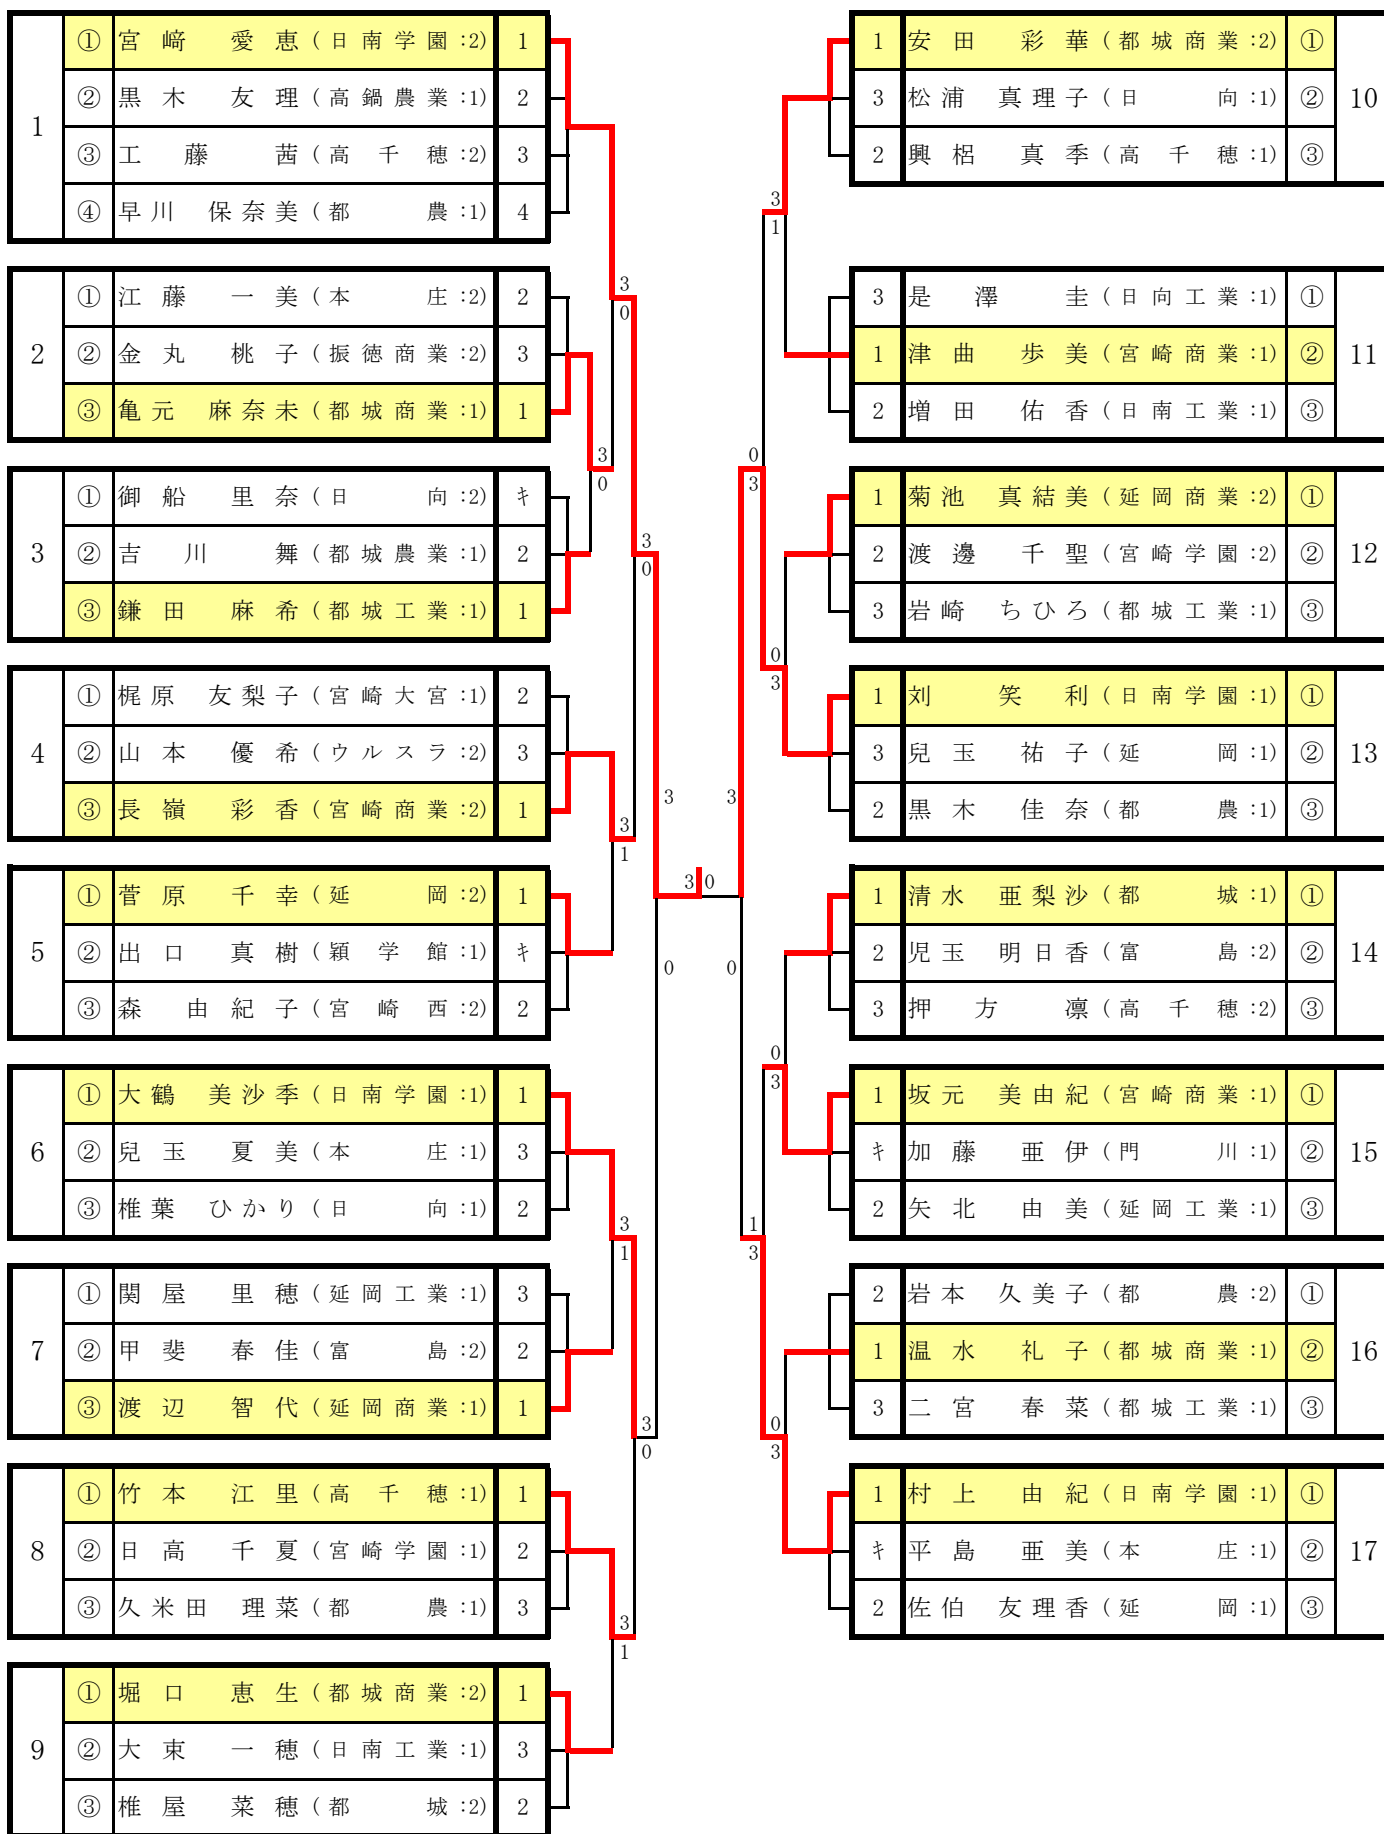 1
① 宮﨑 愛恵 (日南学園:2) 1
② 黒木 友理 (高鍋農業:1) 2
③ 工藤 茜 (高千穂:2) 3
④ 早川 保奈美 (都農:1) 4
2
① 江藤 一美 (本庄:2) 2
② 金丸 桃子 (振徳商業:2) 3
③ 亀元 麻奈未 (都城商業:1) 1
3
① 御船 里奈 (日向:2) キ
② 吉川 舞 (都城農業:1) 2
③ 鎌田 麻希 (都城工業:1) 1
4
① 梶原 友梨子 (宮崎大宮:1) 2
② 山本 優希 (ウルスラ:2) 3
③ 長嶺 彩香 (宮崎商業:2) 1
5
① 菅原 千幸 (延岡:2) 1
② 出口 真樹 (穎学館:1) キ
③ 森 由紀子 (宮崎西:2) 2
6
① 大鶴 美沙季 (日南学園:1) 1
② 兒玉 夏美 (本庄:1) 3
③ 椎葉 ひかり (日向:1) 2
7
① 関屋 里穂 (延岡工業:1) 3
② 甲斐 春佳 (富島:2) 2
③ 渡辺 智代 (延岡商業:1) 1
8
① 竹本 江里 (高千穂:1) 1
② 日高 千夏 (宮崎学園:1) 2
③ 久米田 理菜 (都農:1) 3
9
① 堀口 恵生 (都城商業:2) 1
② 大束 一穂 (日南工業:1) 3
③ 椎屋 菜穂 (都城:2) 2
3
0
3
0
3
0
3
1
3
1
3
0
3
1
3
0
3 0
3
0
3
1
0
3
0
3
0
3
1
3
0
3
1 安田 彩華 (都城商業:2) ①
3 松浦 真理子 (日向:1) ②
2 興梠 真季 (高千穂:1) ③
10
3 是澤 圭 (日向工業:1) ①
1 津曲 歩美 (宮崎商業:1) ②
2 増田 佑香 (日南工業:1) ③
11
1 菊池 真結美 (延岡商業:2) ①
2 渡邊 千聖 (宮崎学園:2) ②
3 岩崎 ちひろ (都城工業:1) ③
12
1 刘 笑利 (日南学園:1) ①
3 兒玉 祐子 (延岡:1) ②
2 黒木 佳奈 (都農:1) ③
13
1 清水 亜梨沙 (都城:1) ①
2 児玉 明日香 (富島:2) ②
3 押方 凛 (高千穂:2) ③
14
1 坂元 美由紀 (宮崎商業:1) ①
キ 加藤 亜伊 (門川:1) ②
2 矢北 由美 (延岡工業:1) ③
15
2 岩本 久美子 (都農:2) ①
1 温水 礼子 (都城商業:1) ②
3 二宮 春菜 (都城工業:1) ③
16
1 村上 由紀 (日南学園:1) ①
キ 平島 亜美 (本庄:1) ②
2 佐伯 友理香 (延岡:1) ③
17